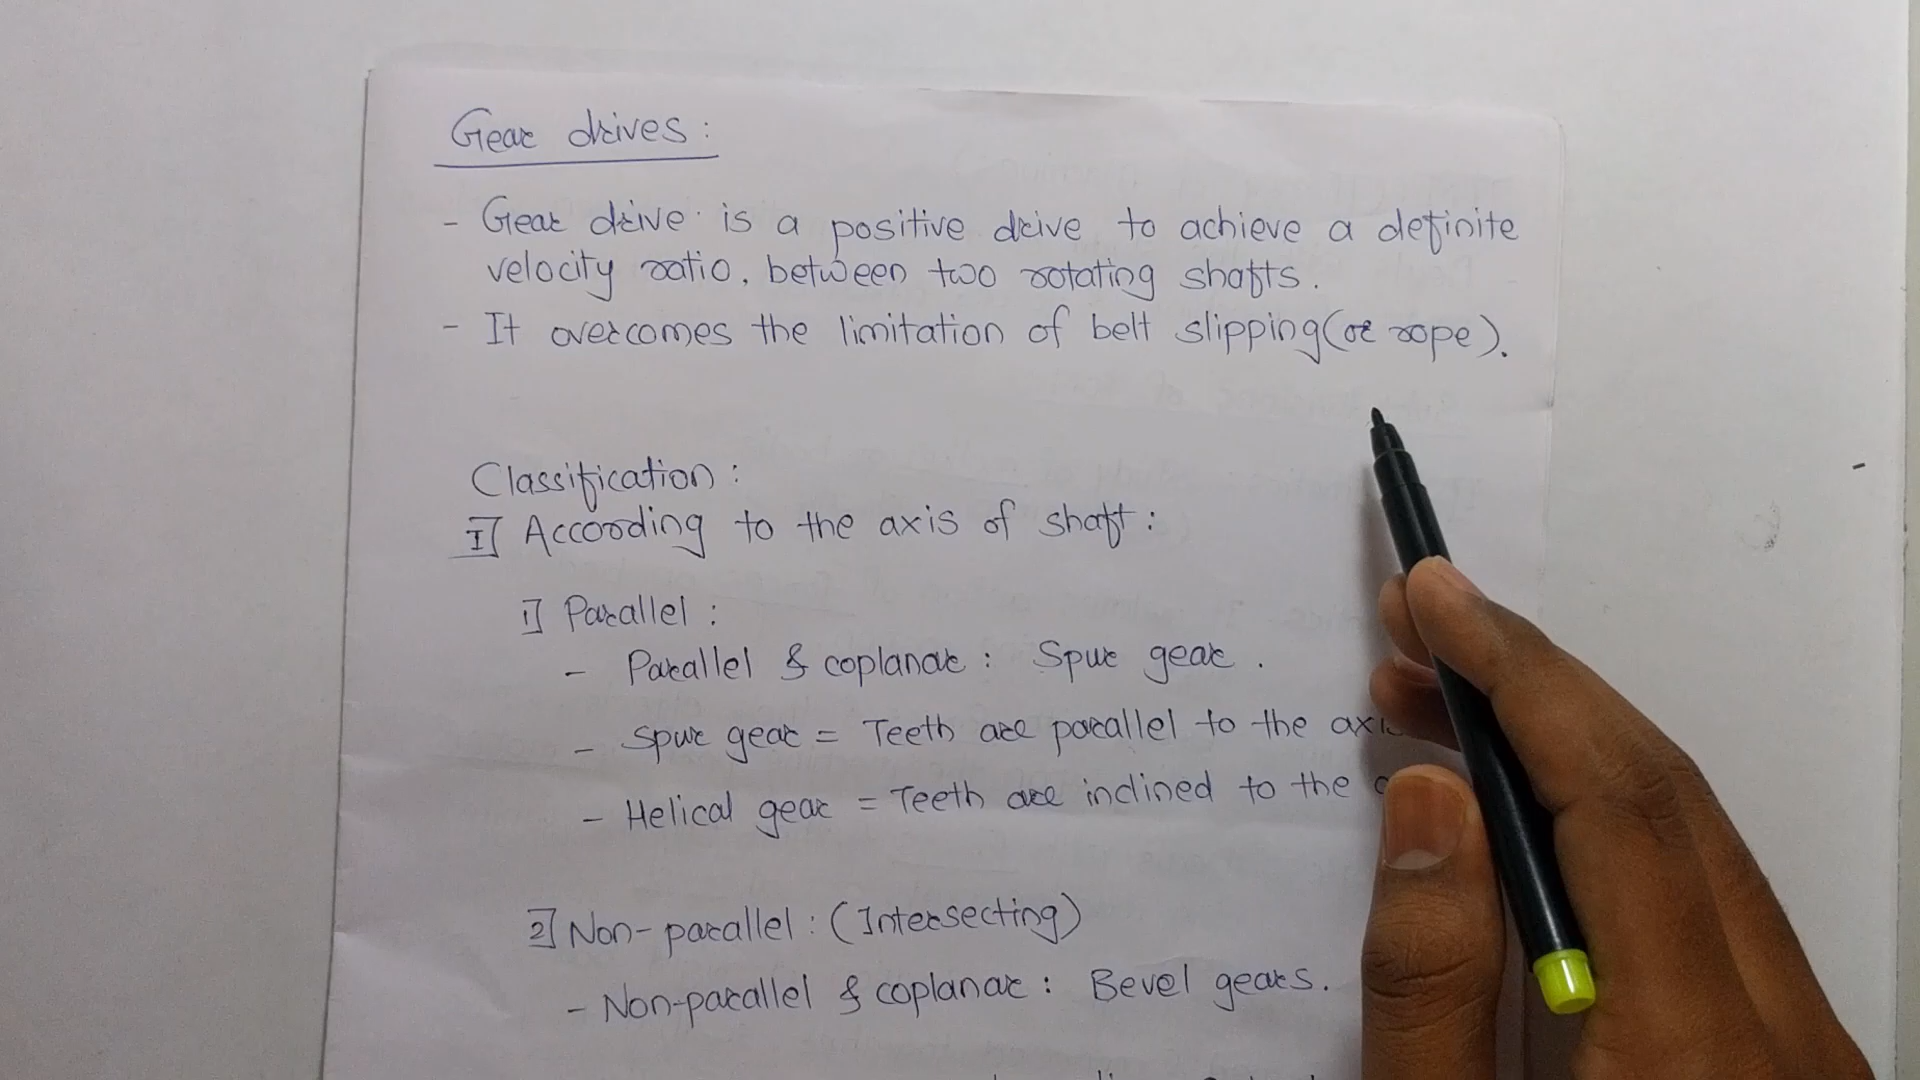 Gear drives:
- Gear drive is a positive drive to achieve a definite
velocity ratio, between two rotating shafts.
- It overcomes the limitation of belt slipping (or rope).
Classification:
I] According to the axis of shaft:
1] Parallel:
- Parallel & coplanar: Spur gear.
- Spur gear = Teeth are parallel to the
- Helical gear = Teeth are inclined to the
2] Non-parallel: (Intersecting)
- Non-parallel & coplanar: Bevel gears.